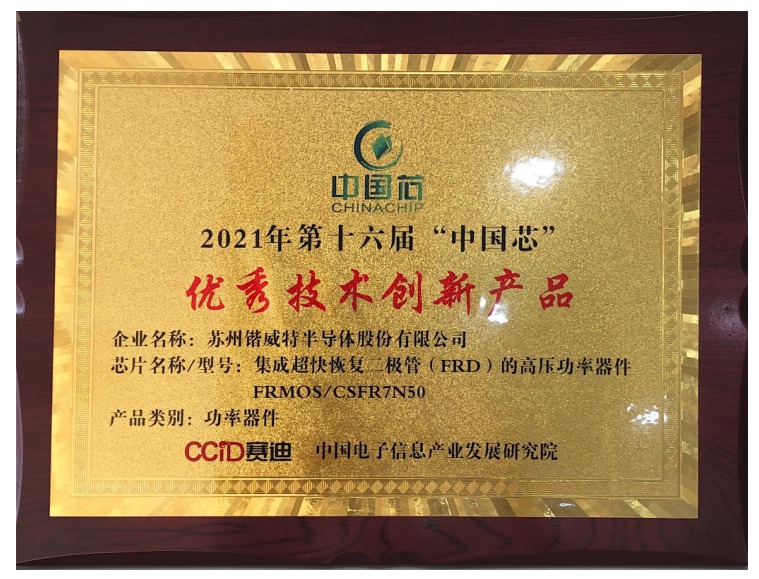 中国芯
CHINACHIP
2021年第十六届“中国芯”
优秀技术创新产品
企业名称：苏州锴威特半导体股份有限公司
芯片名称/型号：集成超快恢复二极管（FRD）的高压功率器件
FRMOS/CSFR7N50
产品类别：功率器件
CCID赛迪 中国电子信息产业发展研究院